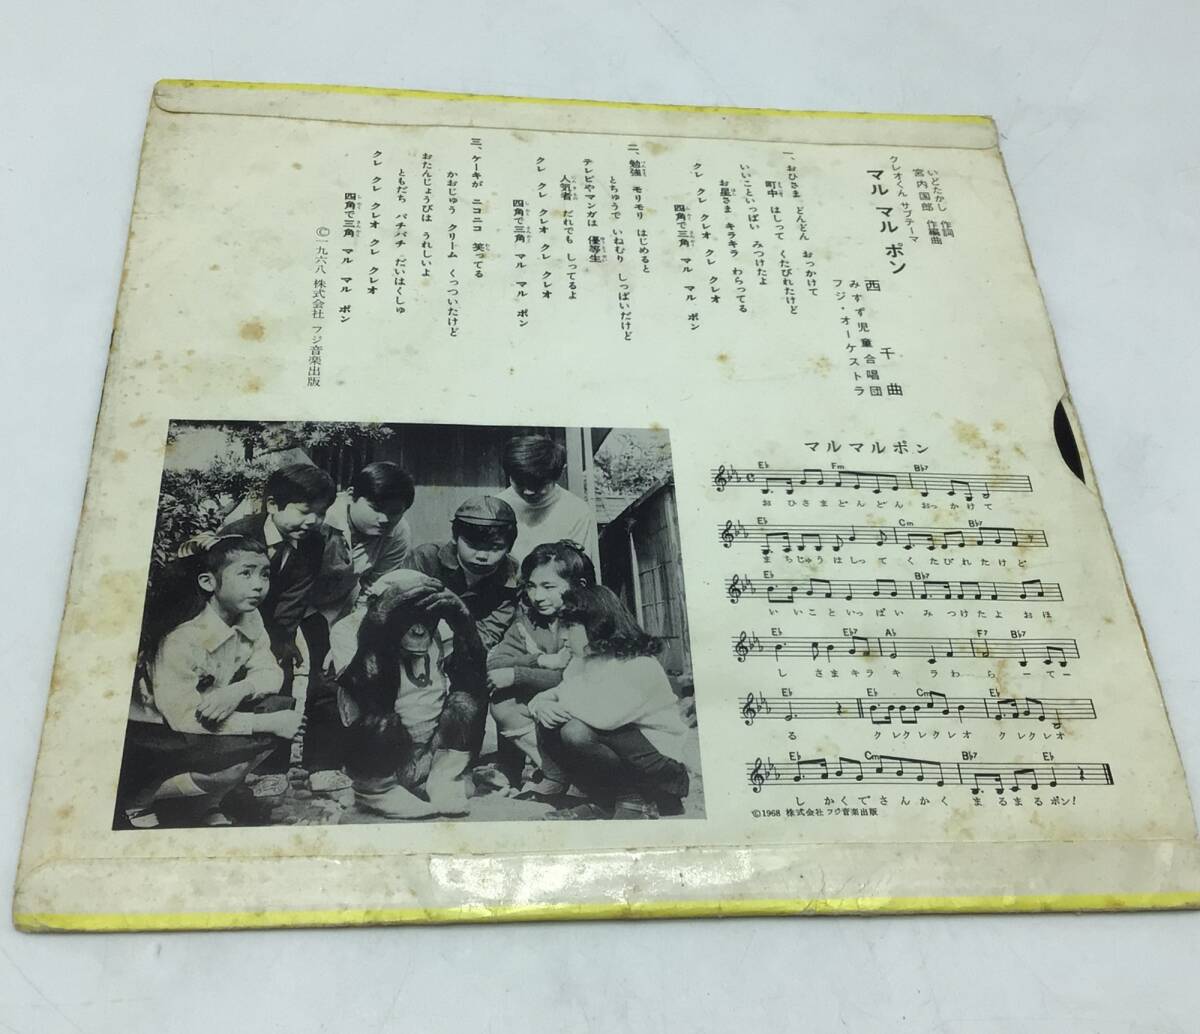 いどたかし 作詞
宮内国郎 作編曲
クレオくん サブテーマ
マル マル ポン
西 千曲
みすず児童合唱団
フジ・オーケストラ
一、おひさま どんどん おっかけて
町中 はしって くたびれたけど
いいこといっぱい みつけたよ
お星さま キラキラ わらってる
クレ クレ クレオ クレ クレオ
四角で三角 マル マル ポン
二、勉強 モリモリ はじめると
とちゅうで いねむり しっぱいだけど
テレビやマンガは 優等生
人気者 だれでも しってるよ
クレ クレ クレオ クレ クレオ
四角で三角 マル マル ポン
三、ケーキが ニコニコ 笑ってる
かおじゅう クリーム くっついたけど
おたんじょうびは うれしいよ
ともだち パチパチ だいはくしゅ
クレ クレ クレオ クレ クレオ
四角で三角 マル マル ポン
©一九六八 株式会社 フジ音楽出版
マルマルポン
E♭ Fm B♭7
おひさまどんどんおっかけて
E♭ Cm B♭7
まちじゅうはしってくたびれたけど
E♭ B♭7
いいこといっぱいみつけたよおほ
E♭ E♭7 A♭ F7 B♭7
しさまキラキラわらーてー
E♭ E♭ Cm E♭
る クレクレクレオ クレクレオ
E♭ Cm B♭7 E♭
しかくでさんかくまるまるポン!
©1968 株式会社 フジ音楽出版